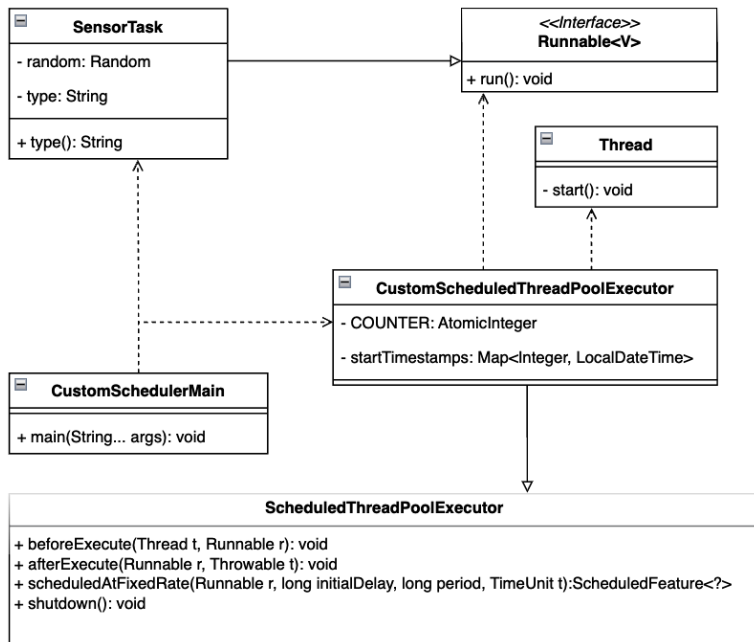 SensorTask
- random: Random
- type: String
+ type(): String
<<Interface>>
Runnable<V>
+ run(): void
Thread
- start(): void
CustomScheduledThreadPoolExecutor
- COUNTER: AtomicInteger
- startTimestamps: Map<Integer, LocalDateTime>
CustomSchedulerMain
+ main(String... args): void
ScheduledThreadPoolExecutor
+ beforeExecute(Thread t, Runnable r): void
+ afterExecute(Runnable r, Throwable t): void
+ scheduledAtFixedRate(Runnable r, long initialDelay, long period, TimeUnit t):ScheduledFeature<?>
+ shutdown(): void